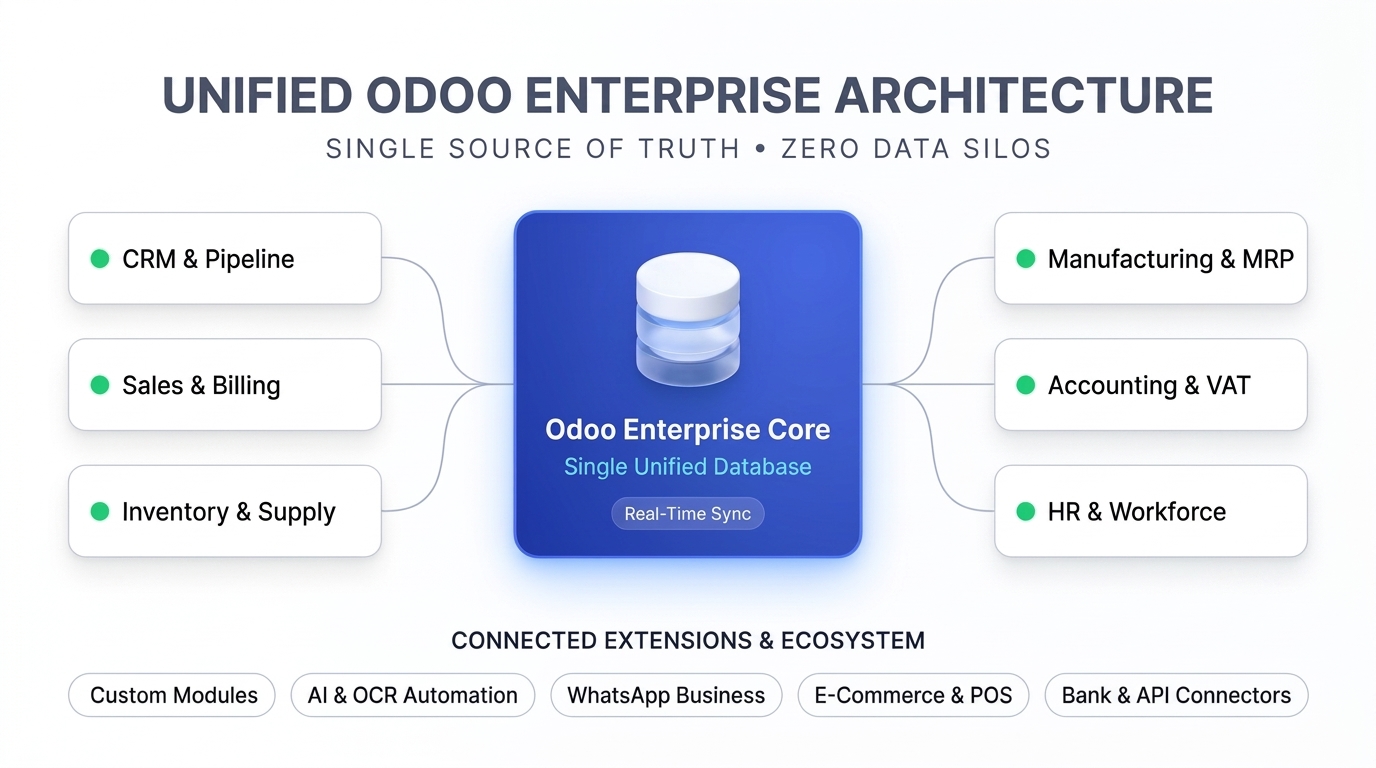 UNIFIED ODOO ENTERPRISE ARCHITECTURE
SINGLE SOURCE OF TRUTH • ZERO DATA SILOS
CRM & Pipeline
Sales & Billing
Inventory & Supply
Odoo Enterprise Core
Single Unified Database
Real-Time Sync
Manufacturing & MRP
Accounting & VAT
HR & Workforce
CONNECTED EXTENSIONS & ECOSYSTEM
Custom Modules
AI & OCR Automation
WhatsApp Business
E-Commerce & POS
Bank & API Connectors